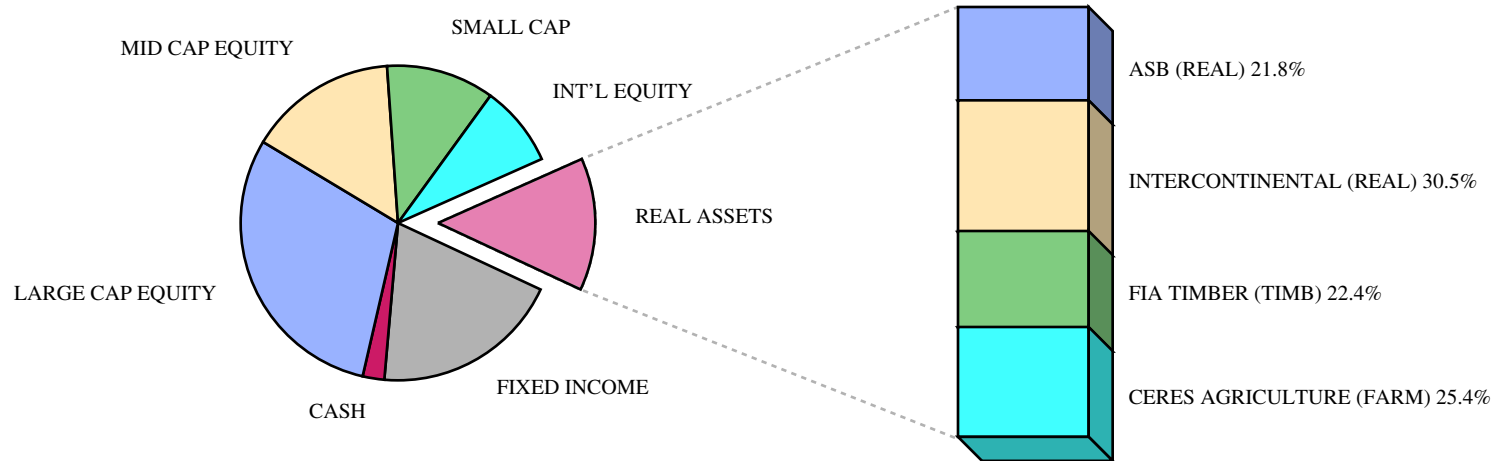 SMALL CAP
MID CAP EQUITY
INT'L EQUITY
REAL ASSETS
LARGE CAP EQUITY
FIXED INCOME
CASH
ASB (REAL) 21.8%
INTERCONTINENTAL (REAL) 30.5%
FIA TIMBER (TIMB) 22.4%
CERES AGRICULTURE (FARM) 25.4%